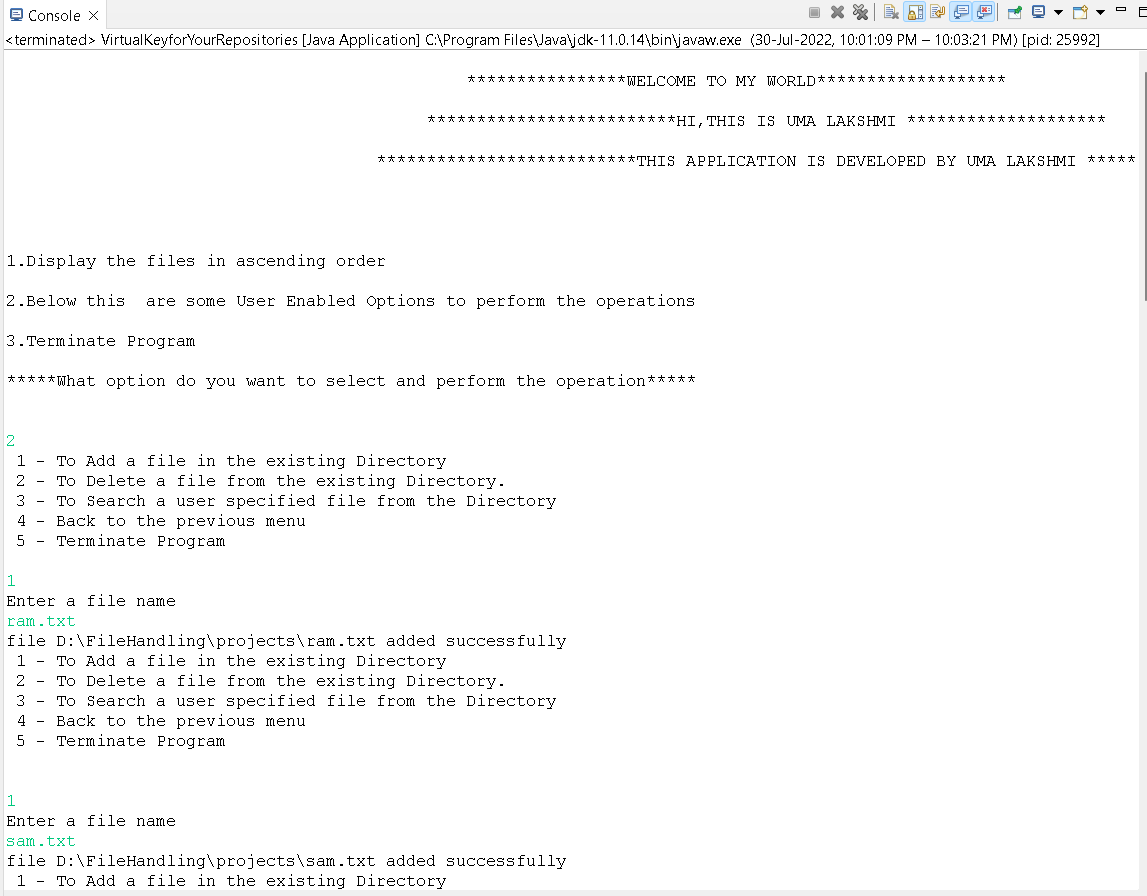 Console
<terminated> VirtualKeyforYourRepositories [Java Application] C:\Program Files\Java\jdk-11.0.14\bin\javaw.exe (30-Jul-2022, 10:01:09 PM – 10:03:21 PM) [pid: 25992]
****************WELCOME TO MY WORLD*******************
*************************HI,THIS IS UMA LAKSHMI ********************
**************************THIS APPLICATION IS DEVELOPED BY UMA LAKSHMI *****
1.Display the files in ascending order
2.Below this  are some User Enabled Options to perform the operations
3.Terminate Program
*****What option do you want to select and perform the operation*****
2
1 - To Add a file in the existing Directory
2 - To Delete a file from the existing Directory.
3 - To Search a user specified file from the Directory
4 - Back to the previous menu
5 - Terminate Program
1
Enter a file name
ram.txt
file D:\FileHandling\projects\ram.txt added successfully
1 - To Add a file in the existing Directory
2 - To Delete a file from the existing Directory.
3 - To Search a user specified file from the Directory
4 - Back to the previous menu
5 - Terminate Program
1
Enter a file name
sam.txt
file D:\FileHandling\projects\sam.txt added successfully
1 - To Add a file in the existing Directory